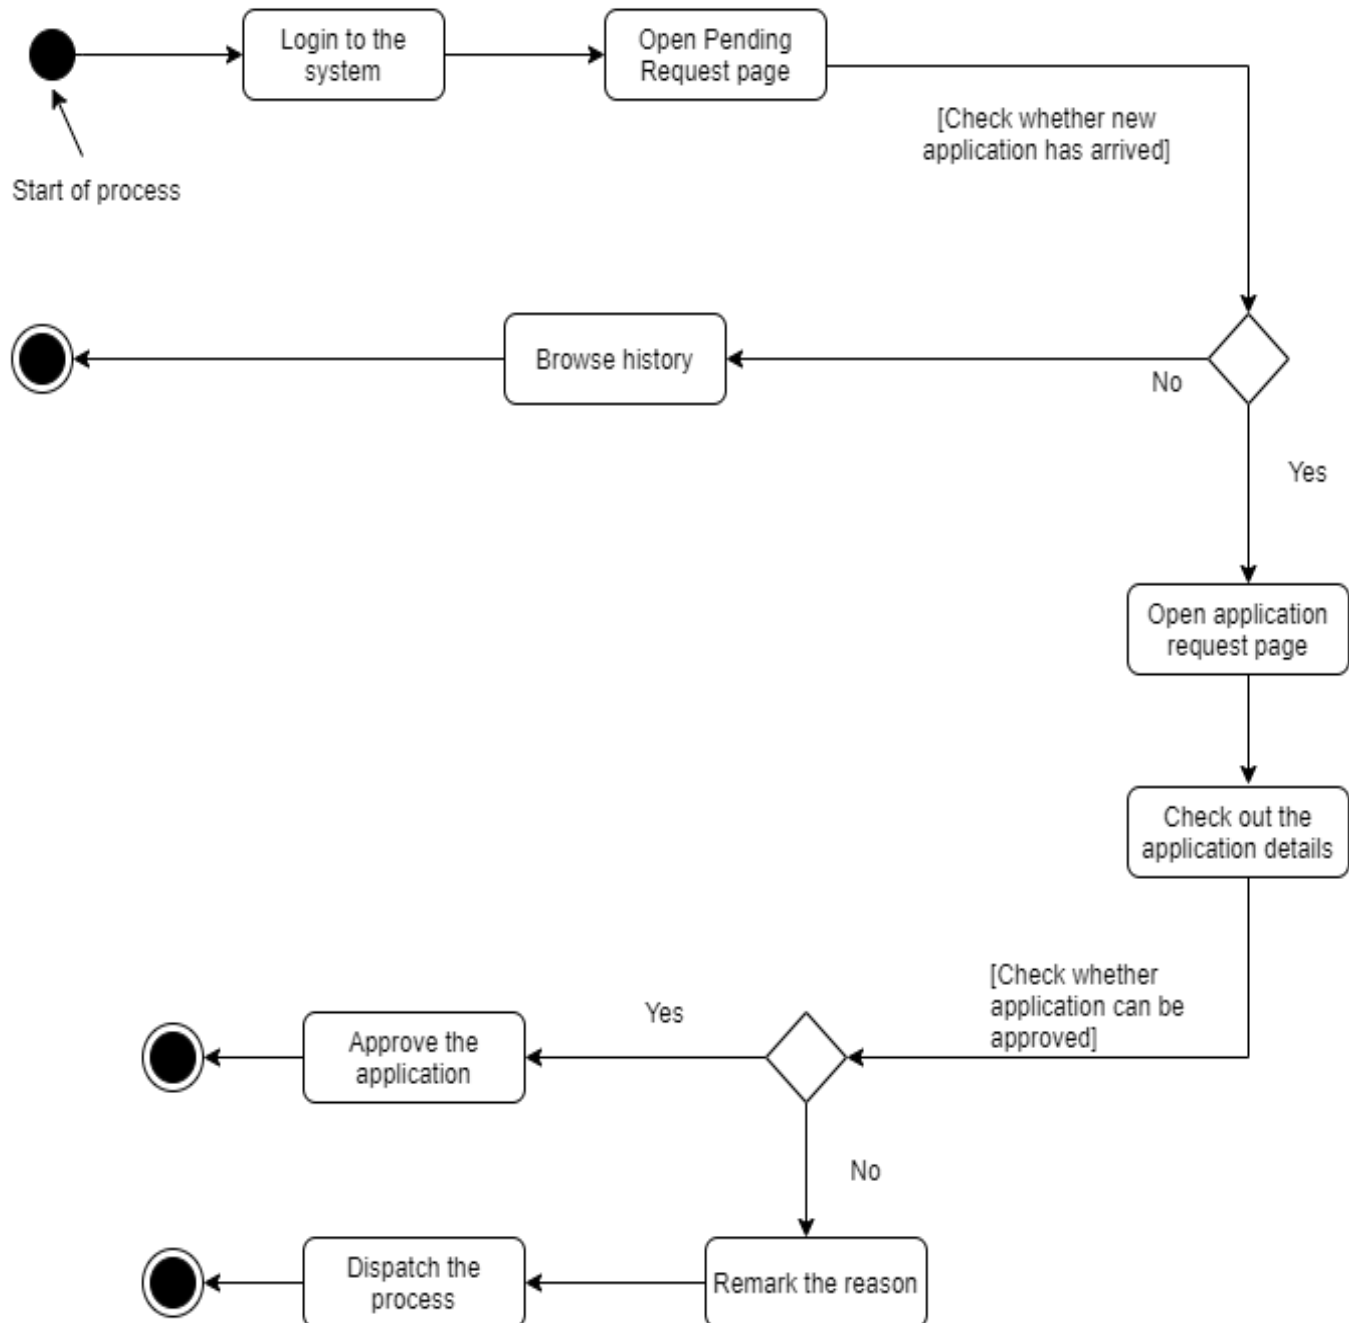 Login to the
system
Open Pending
Request page
[Check whether new
application has arrived]
Start of process
Browse history
No
Yes
Open application
request page
Check out the
application details
[Check whether
application can be
approved]
Yes
Approve the
application
No
Dispatch the
process
Remark the reason